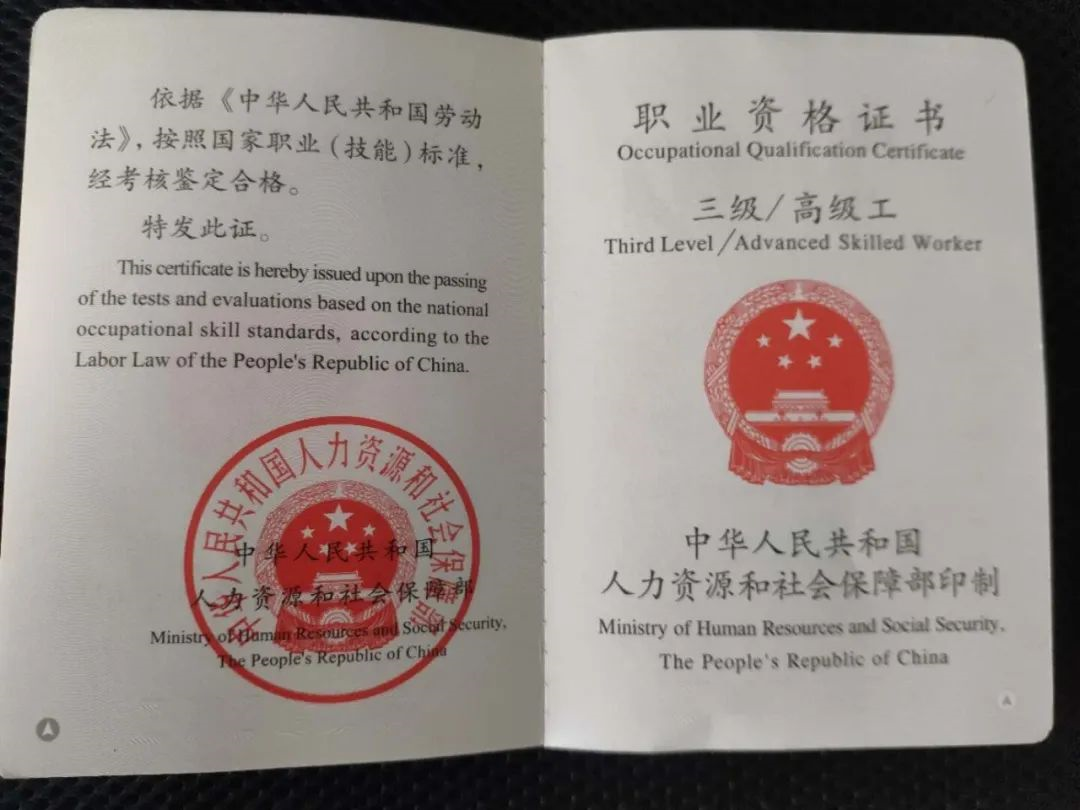 依据《中华人民共和国劳动
法》，按照国家职业（技能）标准，
经考核鉴定合格。
特发此证。
This certificate is hereby issued upon the passing
of the tests and evaluations based on the national
occupational skill standards, according to the
Labor Law of the People's Republic of China.
中华人民共和国人力资源和社会保障部
中华人民共和国
人力资源和社会保障部
Ministry of Human Resources and Social Security,
The People's Republic of China
职业资格证书
Occupational Qualification Certificate
三级/高级工
Third Level/Advanced Skilled Worker
中华人民共和国
人力资源和社会保障部印制
Ministry of Human Resources and Social Security,
The People's Republic of China